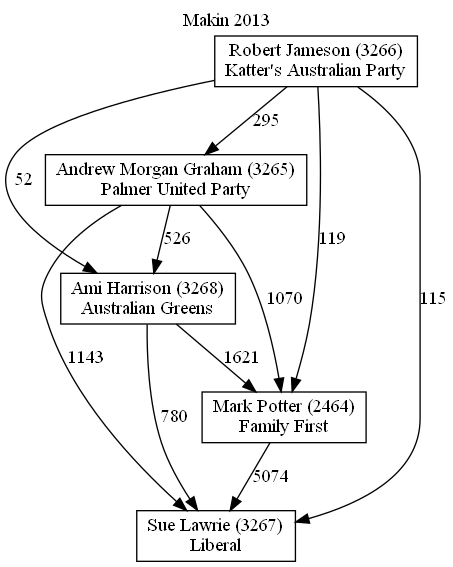 Makin 2013
Robert Jameson (3266)
Katter's Australian Party
295
52
Andrew Morgan Graham (3265)
Palmer United Party
526
119
1070
115
Ami Harrison (3268)
Australian Greens
1143
1621
780
Mark Potter (2464)
Family First
5074
Sue Lawrie (3267)
Liberal